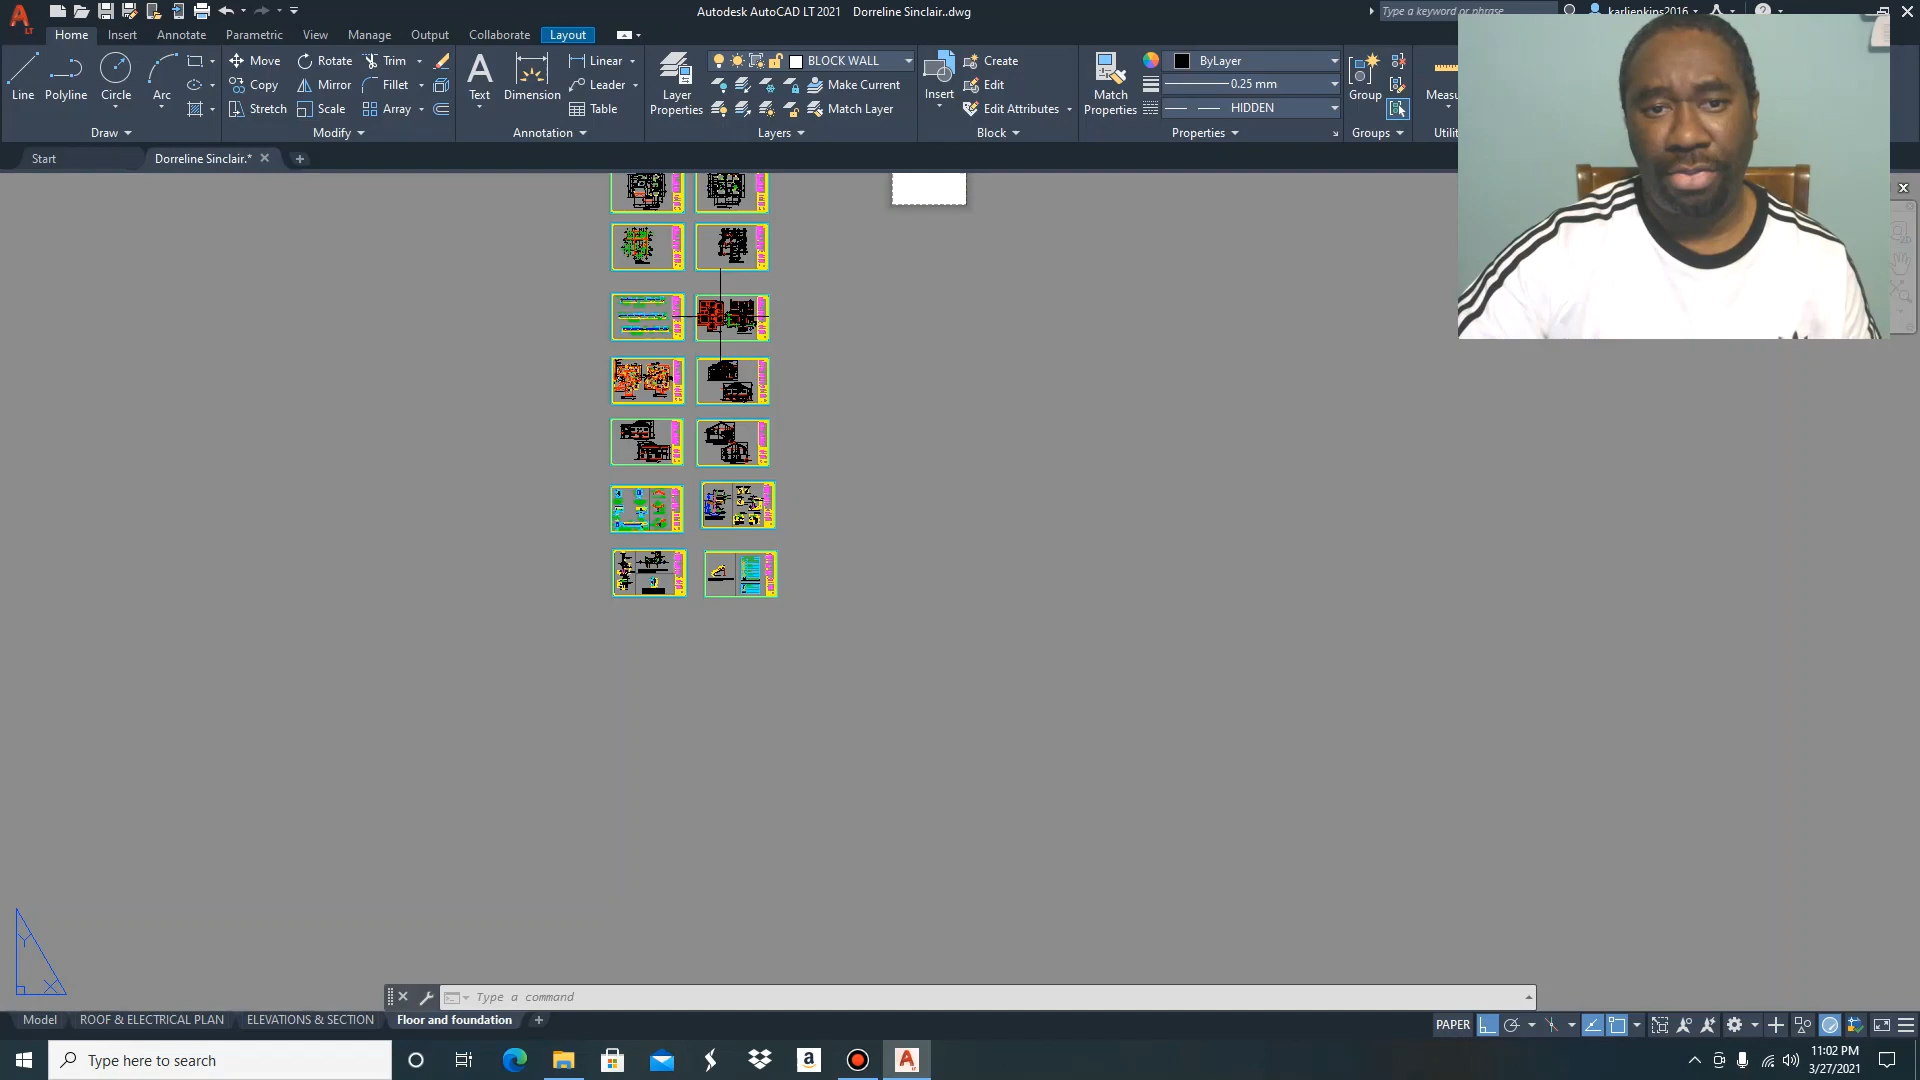 Autodesk AutoCAD LT 2021 Dorreline Sinclair..dwg
Type a keyword or phrase
karljenkins2016
Home Insert Annotate Parametric View Manage Output Collaborate Layout
Line Polyline Circle Arc
Move Rotate Trim
Copy Mirror Fillet
Stretch Scale Array
Text Dimension
Linear
Leader
Table
Layer Properties
BLOCK WALL
Make Current
Match Layer
Insert
Create
Edit
Edit Attributes
Match Properties
ByLayer
0.25 mm
HIDDEN
Group
Measu
Draw Modify Annotation Layers Block Properties Groups Utili
Start Dorreline Sinclair.*
Y
X
Type a command
Model ROOF & ELECTRICAL PLAN ELEVATIONS & SECTION Floor and foundation
PAPER
Type here to search
11:02 PM
3/27/2021